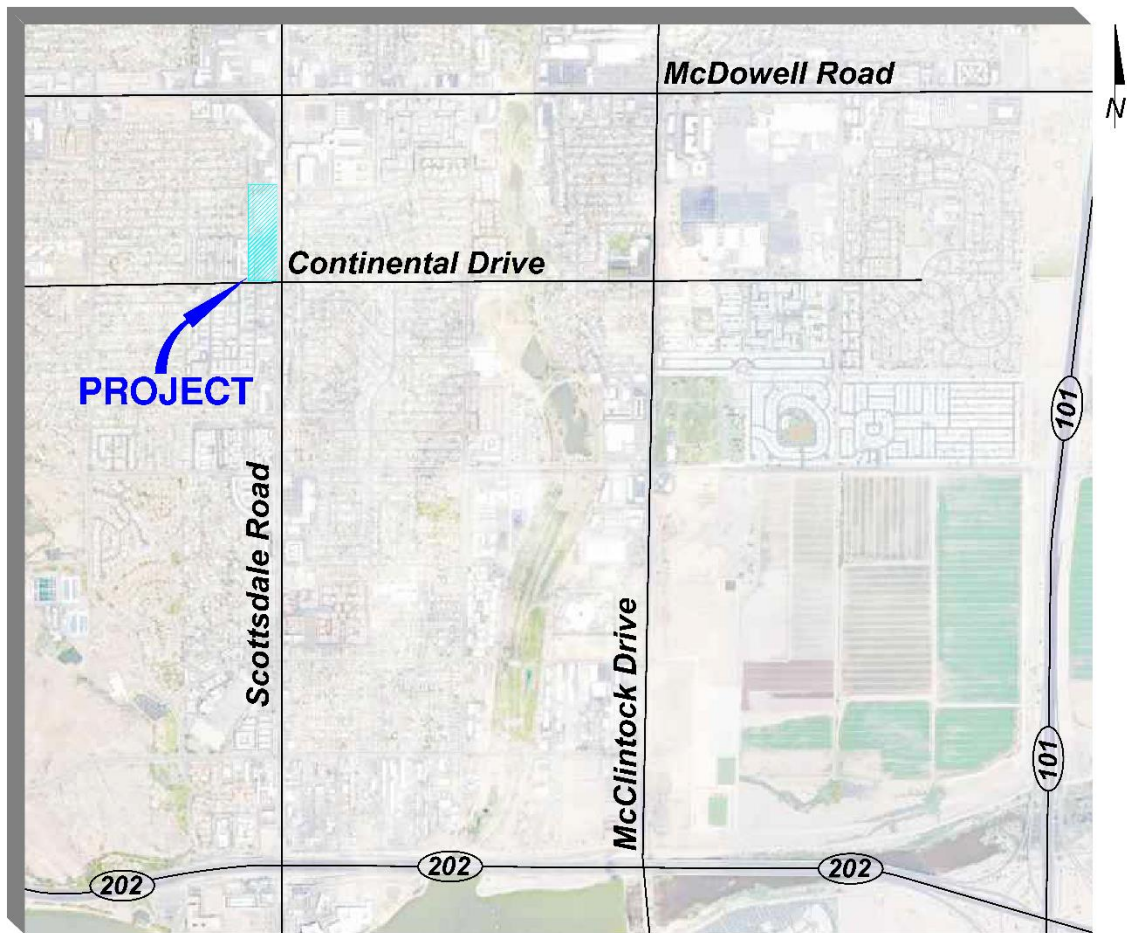 McDowell Road
N
Continental Drive
PROJECT
101
Scottsdale Road
McClintock Drive
101
202
202
202